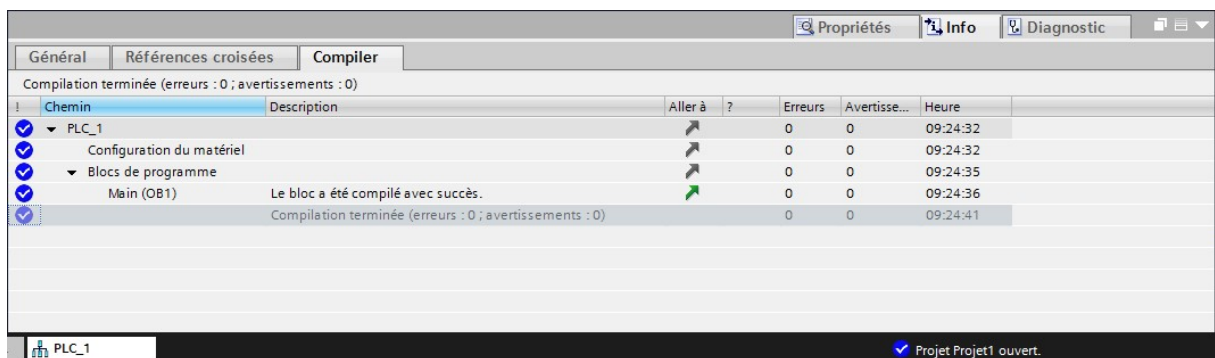 Propriétés Info Diagnostic
Général Références croisées Compiler
Compilation terminée (erreurs : 0 ; avertissements : 0)
! Chemin Description Aller à ? Erreurs Avertisse... Heure
PLC_1 0 0 09:24:32
Configuration du matériel 0 0 09:24:32
Blocs de programme 0 0 09:24:35
Main (OB1) Le bloc a été compilé avec succès. 0 0 09:24:36
Compilation terminée (erreurs : 0 ; avertissements : 0) 0 0 09:24:41
PLC_1 Projet Projet1 ouvert.